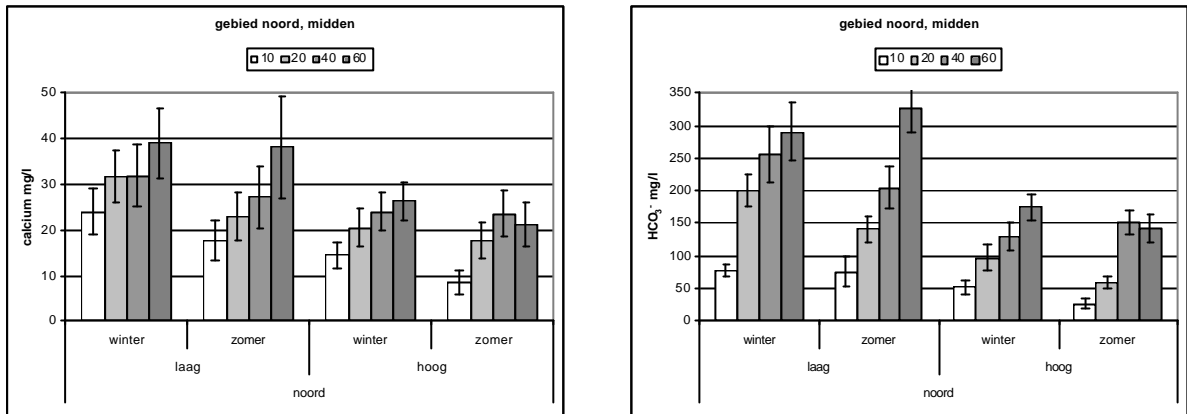 gebied noord, midden
10 20 40 60
50
40
30
20
10
0
calcium mg/l
winter zomer winter zomer
laag hoog
noord
gebied noord, midden
10 20 40 60
350
300
250
200
150
100
50
0
HCO₃⁻ mg/l
winter zomer winter zomer
laag hoog
noord